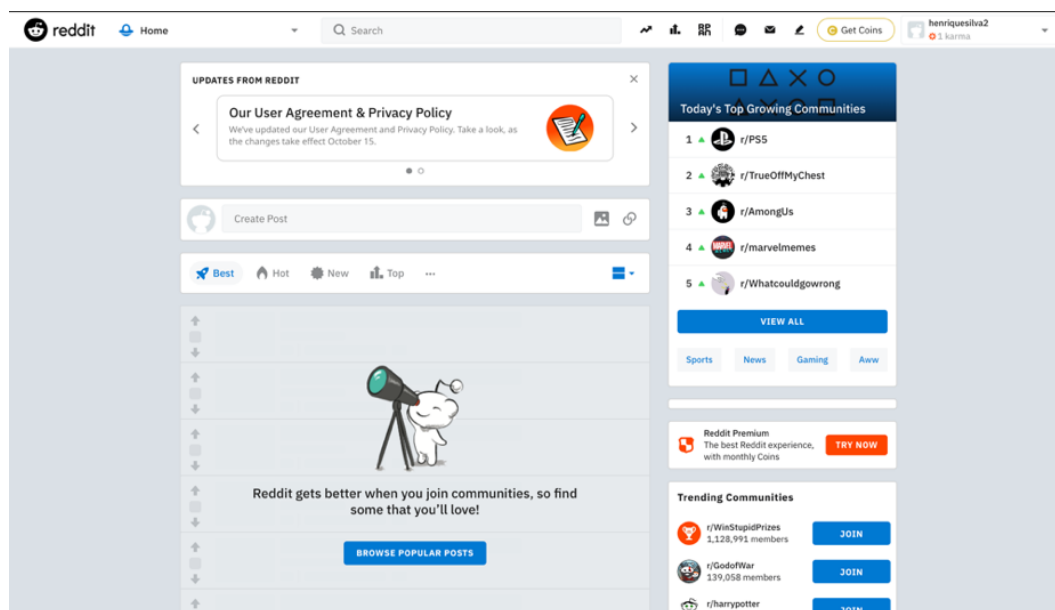 reddit
Home
Search
Get Coins
henriquesilva2
1 karma
UPDATES FROM REDDIT
Our User Agreement & Privacy Policy
We've updated our User Agreement and Privacy Policy. Take a look, as
the changes take effect October 15.
Create Post
Best
Hot
New
Top
Reddit gets better when you join communities, so find
some that you'll love!
BROWSE POPULAR POSTS
Today's Top Growing Communities
1 r/PS5
2 r/TrueOffMyChest
3 r/AmongUs
4 MARVEL r/marvelmemes
5 r/Whatcouldgowrong
VIEW ALL
Sports
News
Gaming
Aww
Reddit Premium
The best Reddit experience,
with monthly Coins
TRY NOW
Trending Communities
r/WinStupidPrizes
1,128,991 members
JOIN
r/GodofWar
139,058 members
JOIN
r/harrypotter
JOIN